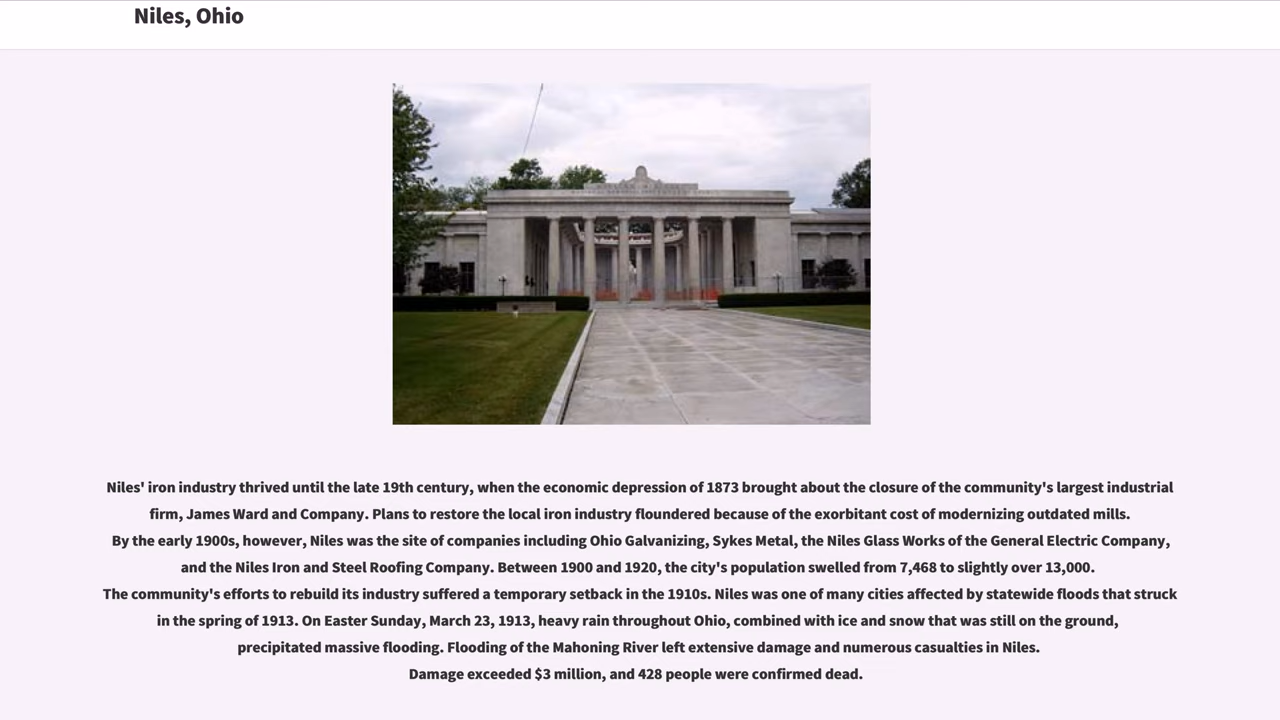 Niles, Ohio
Niles' iron industry thrived until the late 19th century, when the economic depression of 1873 brought about the closure of the community's largest industrial
firm, James Ward and Company. Plans to restore the local iron industry floundered because of the exorbitant cost of modernizing outdated mills.
By the early 1900s, however, Niles was the site of companies including Ohio Galvanizing, Sykes Metal, the Niles Glass Works of the General Electric Company,
and the Niles Iron and Steel Roofing Company. Between 1900 and 1920, the city's population swelled from 7,468 to slightly over 13,000.
The community's efforts to rebuild its industry suffered a temporary setback in the 1910s. Niles was one of many cities affected by statewide floods that struck
in the spring of 1913. On Easter Sunday, March 23, 1913, heavy rain throughout Ohio, combined with ice and snow that was still on the ground,
precipitated massive flooding. Flooding of the Mahoning River left extensive damage and numerous casualties in Niles.
Damage exceeded $3 million, and 428 people were confirmed dead.